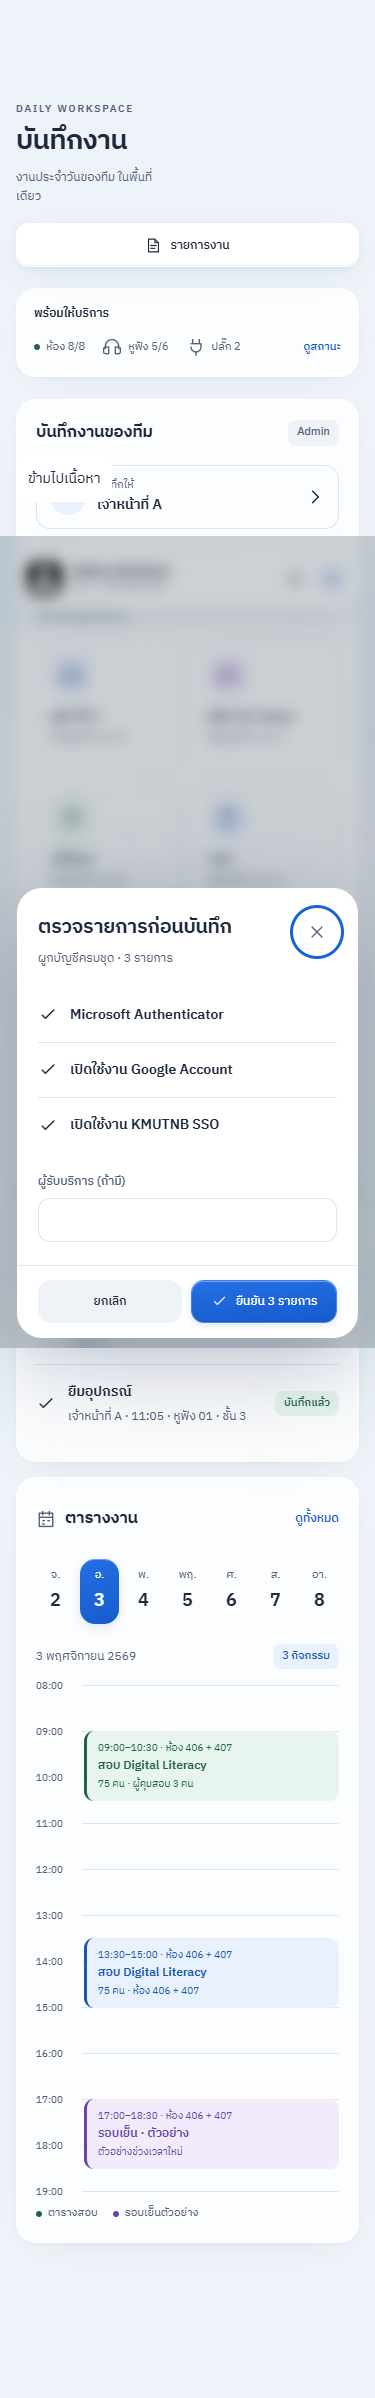 DAILY WORKSPACE
บันทึกงาน
งานประจำวันของทีม ในพื้นที่
เดียว
รายการงาน
พร้อมให้บริการ
ห้อง 8/8 หูฟัง 5/6 ปลั๊ก 2 ดูสถานะ
บันทึกงานของทีม Admin
ข้ามไปเนื้อหา
เจ้าหน้าที่ A
ตรวจรายการก่อนบันทึก
ผูกบัญชีครบชุด · 3 รายการ
Microsoft Authenticator
เปิดใช้งาน Google Account
เปิดใช้งาน KMUTNB SSO
ผู้รับบริการ (ถ้ามี)
ยกเลิก ยืนยัน 3 รายการ
ยืมอุปกรณ์
เจ้าหน้าที่ A · 11:05 · หูฟัง 01 · ชั้น 3 บันทึกแล้ว
ตารางงาน ดูทั้งหมด
จ. อ. พ. พฤ. ศ. ส. อา.
2 3 4 5 6 7 8
3 พฤศจิกายน 2569 3 กิจกรรม
08:00
09:00
09:00–10:30 · ห้อง 406 + 407
สอบ Digital Literacy
10:00
75 คน · ผู้คุมสอบ 3 คน
11:00
12:00
13:00
13:30–15:00 · ห้อง 406 + 407
14:00
สอบ Digital Literacy
75 คน · ห้อง 406 + 407
15:00
16:00
17:00
17:00–18:30 · ห้อง 406 + 407
รอบเย็น · ตัวอย่าง
18:00
ตัวอย่างช่วงเวลาใหม่
19:00
ตารางสอบ รอบเย็นตัวอย่าง